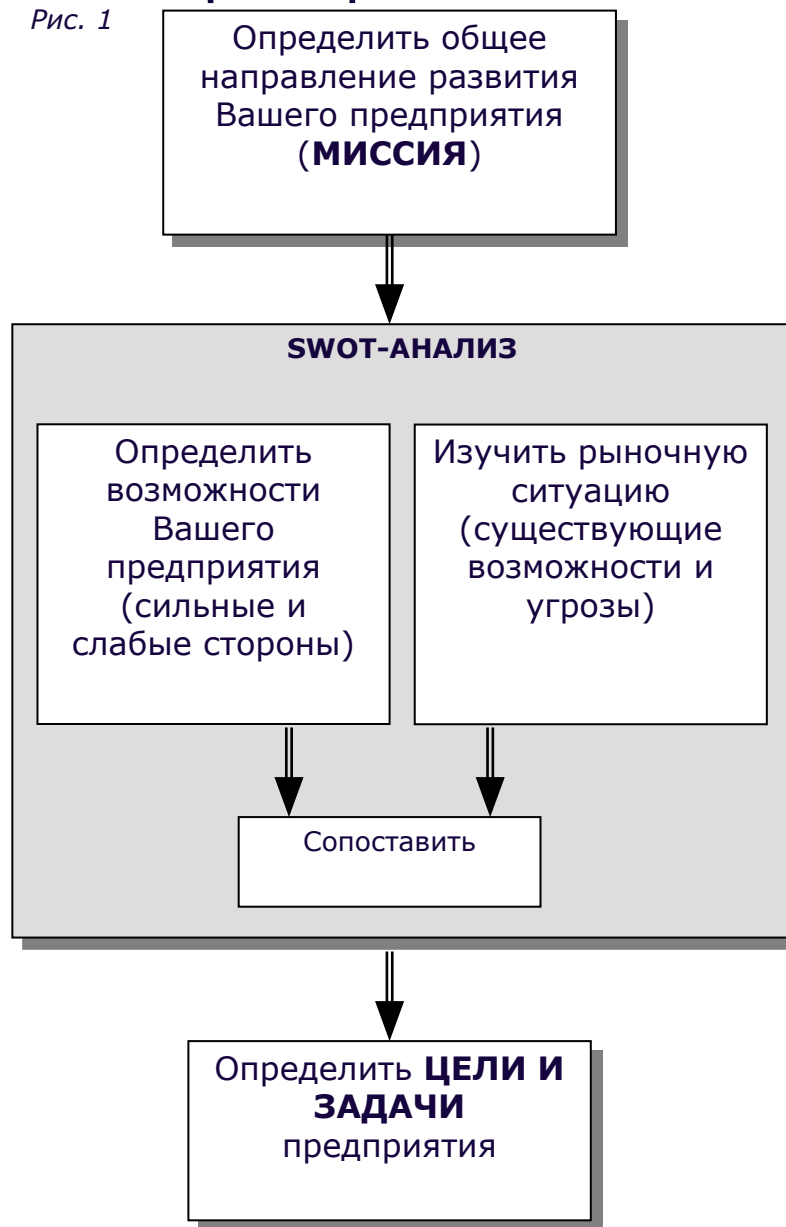 Рис. 1
Определить общее
направление развития
Вашего предприятия
(МИССИЯ)
SWOT-АНАЛИЗ
Определить
возможности
Вашего
предприятия
(сильные и
слабые стороны)
Изучить рыночную
ситуацию
(существующие
возможности и
угрозы)
Сопоставить
Определить ЦЕЛИ И
ЗАДАЧИ
предприятия